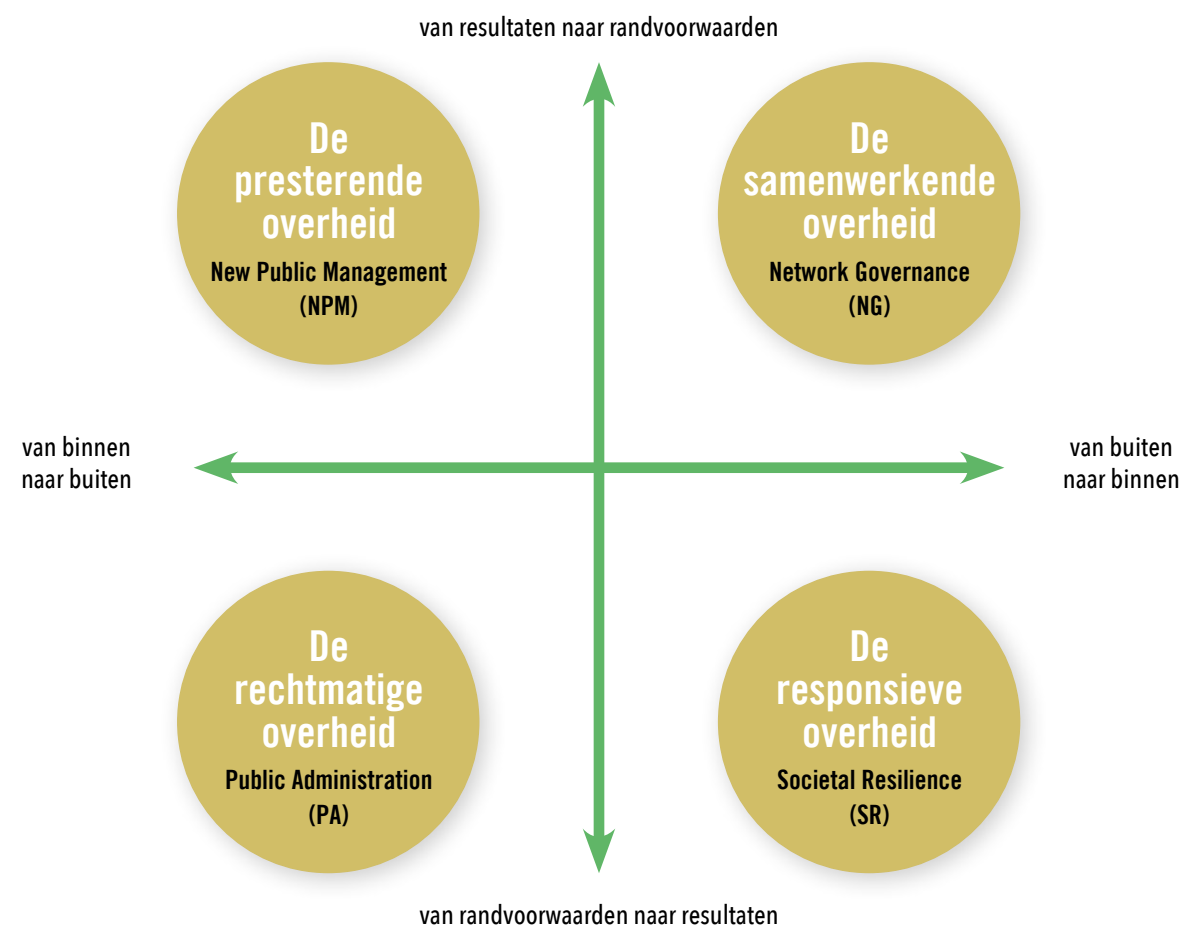 van resultaten naar randvoorwaarden
De
presterende
overheid
New Public Management
(NPM)
De
samenwerkende
overheid
Network Governance
(NG)
van binnen
naar buiten
van buiten
naar binnen
De
rechtmatige
overheid
Public Administration
(PA)
De
responsieve
overheid
Societal Resilience
(SR)
van randvoorwaarden naar resultaten